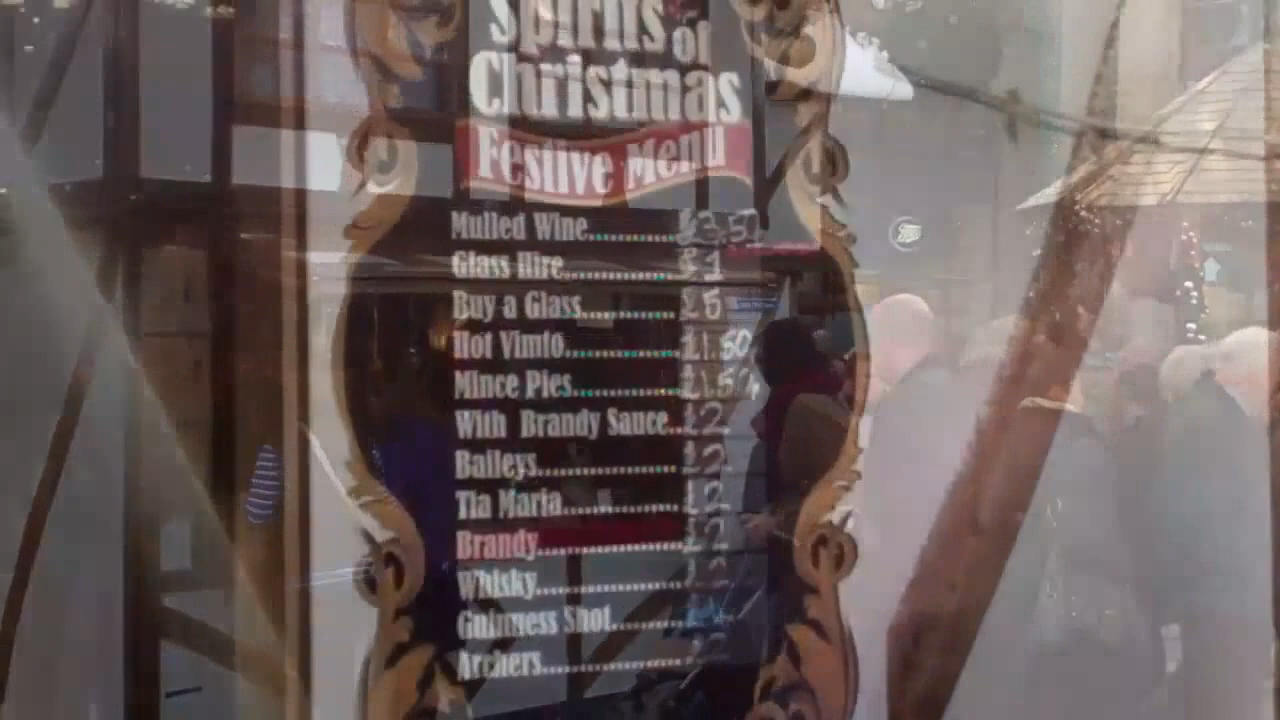 Spirits of
Christmas
Festive Menu
Mulled Wine............£3.50
Glass Hire...............£1
Buy a Glass............£5
Hot Vimto..............£1.50
Mince Pies.............£1.50
With Brandy Sauce..£2
Baileys..................£2
Tia Maria..............£2
Brandy..................£2
Whisky..................
Guinness Shot.........
Archers.................
Boots